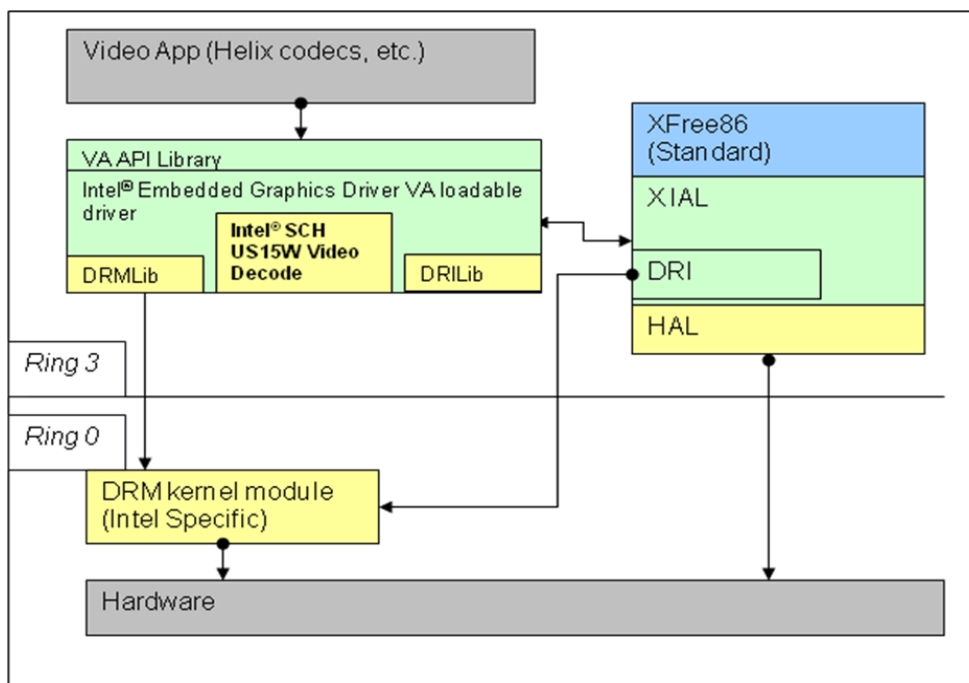 Video App (Helix codecs, etc.)
VA API Library
Intel® Embedded Graphics Driver VA loadable
driver
Intel® SCH
US15W Video
Decode
DRMLib
DRILib
XFree86
(Standard)
XIAL
DRI
HAL
Ring 3
Ring 0
DRM kernel module
(Intel Specific)
Hardware